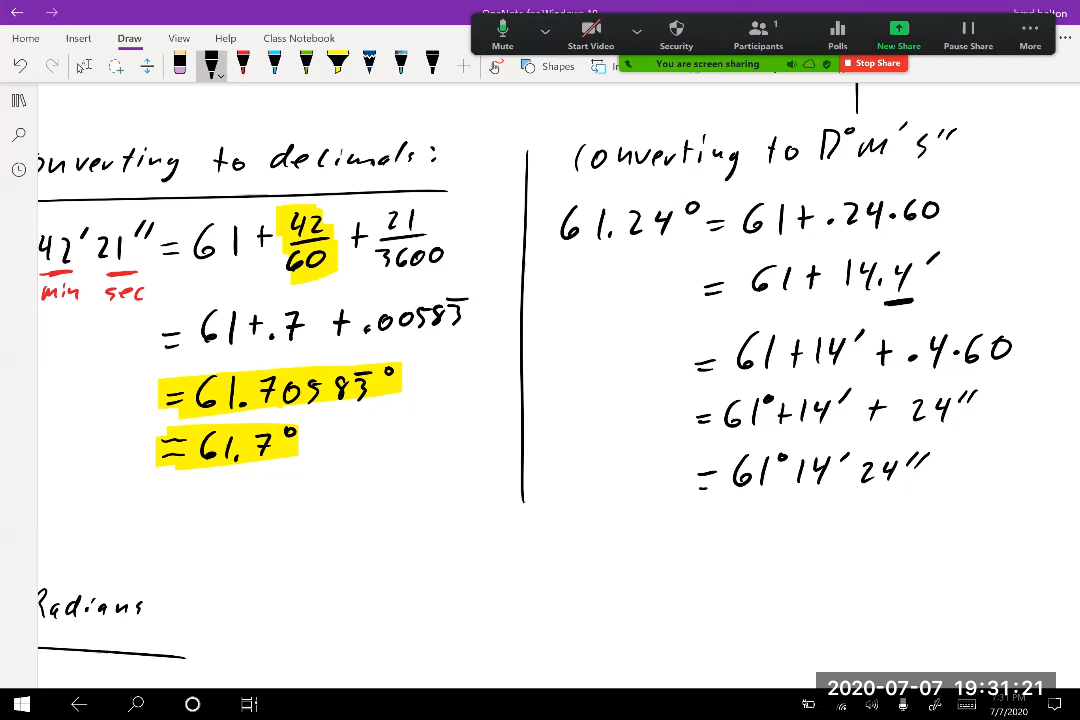 Mute
Start Video
Security
Participants
1
Polls
New Share
Pause Share
More
Home Insert Draw View Help Class Notebook
You are screen sharing
Stop Share
Shapes
onverting to decimals:
42′ 21″ = 61 + 42/60 + 21/3600
min sec
= 61 + .7 + .00583̅
= 61.70583̅°
≈ 61.7°
Radians
Converting to D° M′ S″
61.24° = 61 + .24 · 60
= 61 + 14.4′
= 61 + 14′ + .4 · 60
= 61° + 14′ + 24″
= 61° 14′ 24″
2020-07-07 19:31:21
7/7/2020